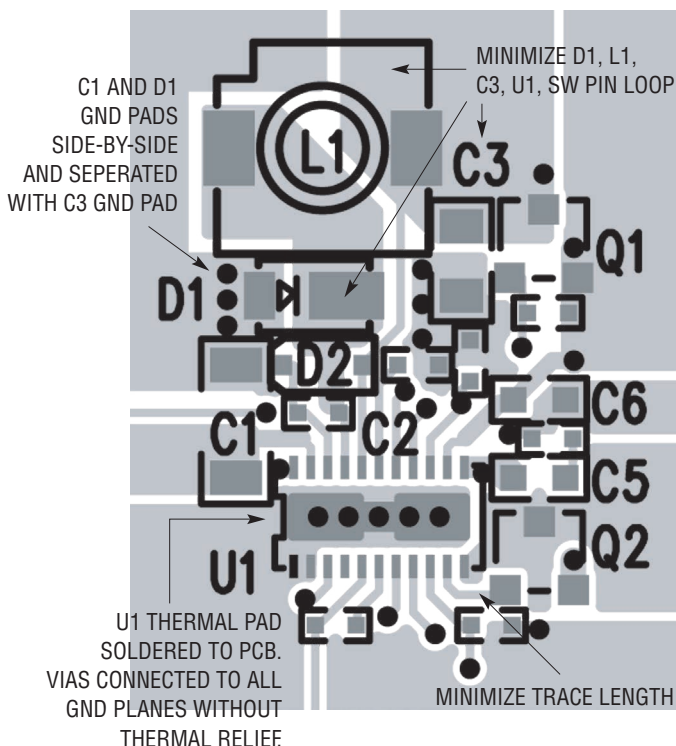 C1 AND D1
GND PADS
SIDE-BY-SIDE
AND SEPERATED
WITH C3 GND PAD
MINIMIZE D1, L1,
C3, U1, SW PIN LOOP
L1
C3
Q1
D1
D2
C6
C1
C2
C5
U1
Q2
U1 THERMAL PAD
SOLDERED TO PCB.
VIAS CONNECTED TO ALL
GND PLANES WITHOUT
THERMAL RELIEF
MINIMIZE TRACE LENGTH